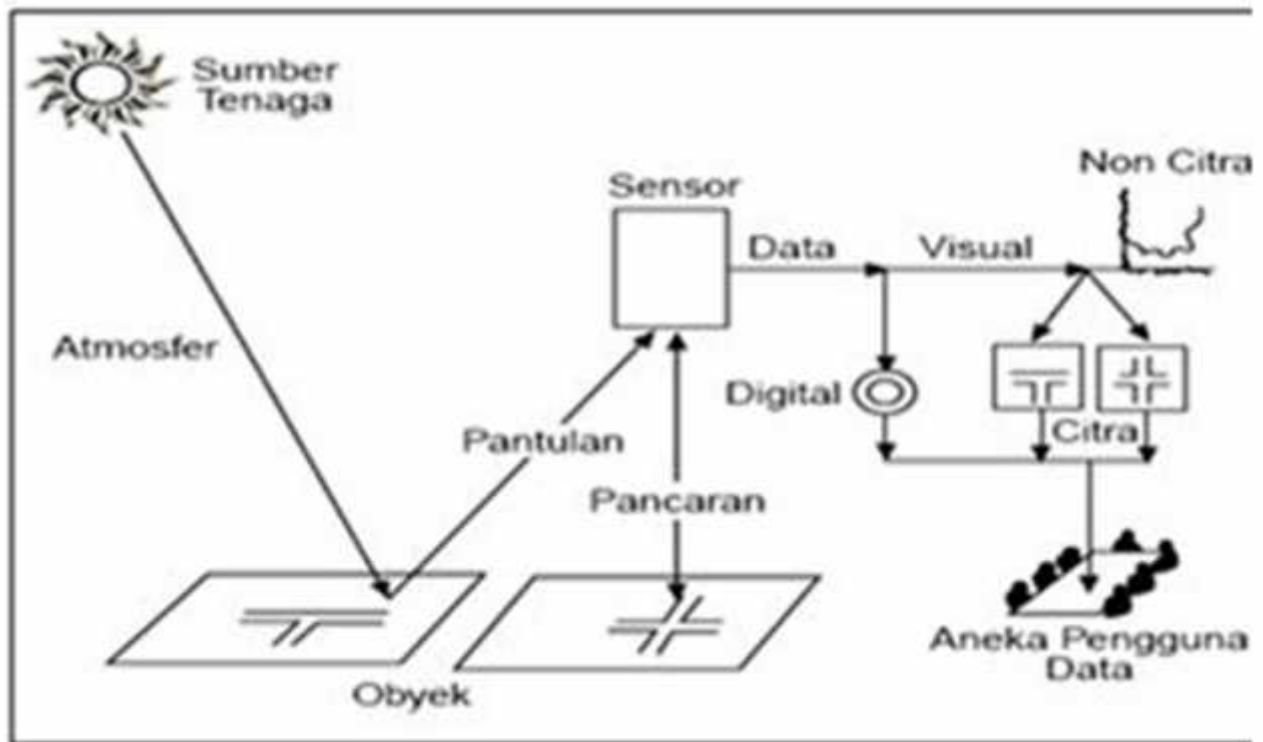 Sumber
Tenaga
Non Citra
Sensor
Data
Visual
Atmosfer
Digital
Citra
Pantulan
Pancaran
Aneka Pengguna
Data
Obyek